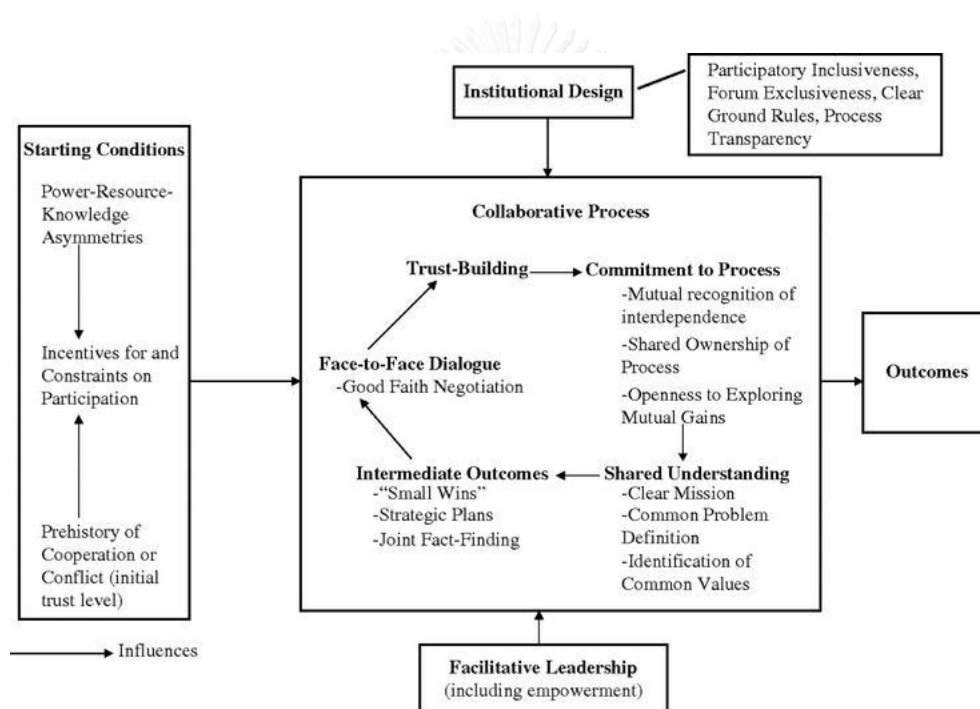 Institutional Design
Participatory Inclusiveness,
Forum Exclusiveness, Clear
Ground Rules, Process
Transparency
Starting Conditions
Power-Resource-
Knowledge
Asymmetries
Incentives for and
Constraints on
Participation
Prehistory of
Cooperation or
Conflict (initial
trust level)
Influences
Collaborative Process
Trust-Building
Commitment to Process
-Mutual recognition of
interdependence
-Shared Ownership of
Process
-Openness to Exploring
Mutual Gains
Face-to-Face Dialogue
-Good Faith Negotiation
Intermediate Outcomes
-“Small Wins”
-Strategic Plans
-Joint Fact-Finding
Shared Understanding
-Clear Mission
-Common Problem
Definition
-Identification of
Common Values
Outcomes
Facilitative Leadership
(including empowerment)